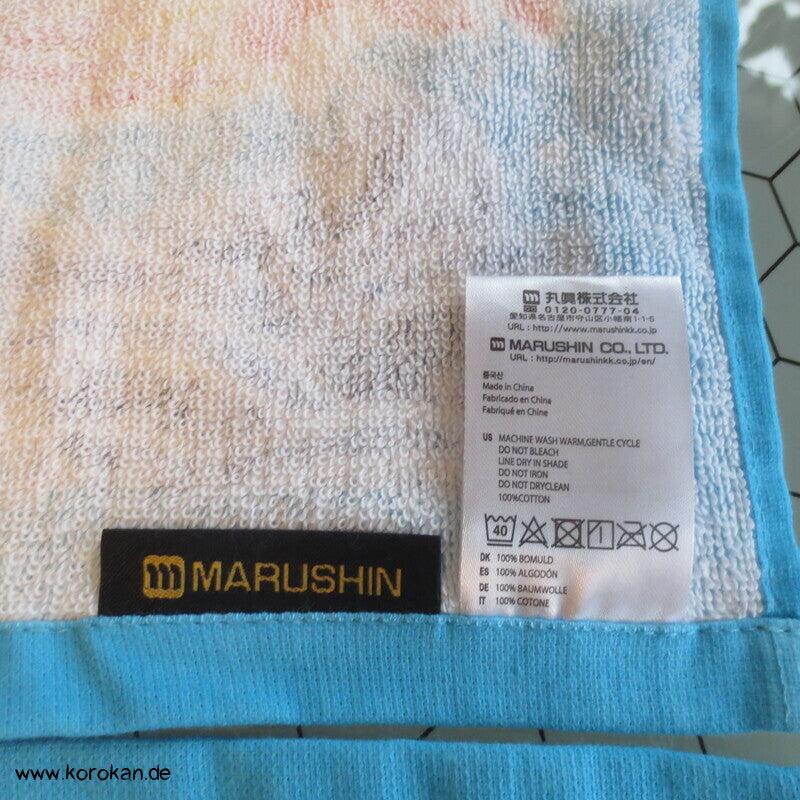 丸眞株式会社
0120-0777-04
愛知県名古屋市守山区小幡南1-1-5
URL : http://www.marushinkk.co.jp
MARUSHIN CO., LTD.
URL : http://marushinkk.co.jp/en/
중국산
Made in China
Fabricado en China
Fabriqué en Chine
US MACHINE WASH WARM,GENTLE CYCLE
DO NOT BLEACH
LINE DRY IN SHADE
DO NOT IRON
DO NOT DRYCLEAN
100%COTTON
40
DK 100% BOMULD
ES 100% ALGODÓN
DE 100% BAUMWOLLE
IT 100% COTONE
MARUSHIN
www.korokan.de